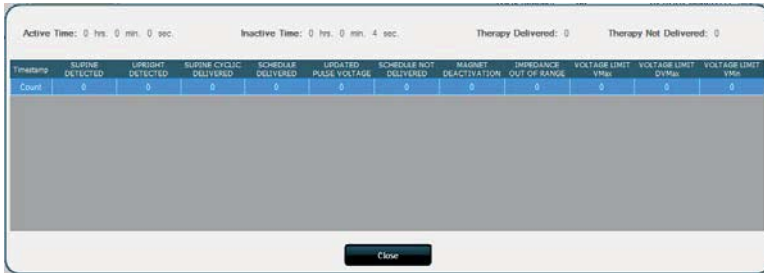 Active Time: 0 hrs. 0 min. 0 sec. Inactive Time: 0 hrs. 0 min. 4 sec. Therapy Delivered: 0 Therapy Not Delivered: 0
Timestamp SUPINE DETECTED UPRIGHT DETECTED SUPINE CYCLIC DELIVERED SCHEDULE DELIVERED UPDATED PULSE VOLTAGE SCHEDULE NOT DELIVERED MAGNET DEACTIVATION IMPEDANCE OUT OF RANGE VOLTAGE LIMIT VMax VOLTAGE LIMIT DVMax VOLTAGE LIMIT VMin
Count 0 0 0 0 0 0 0 0 0 0 0
Close